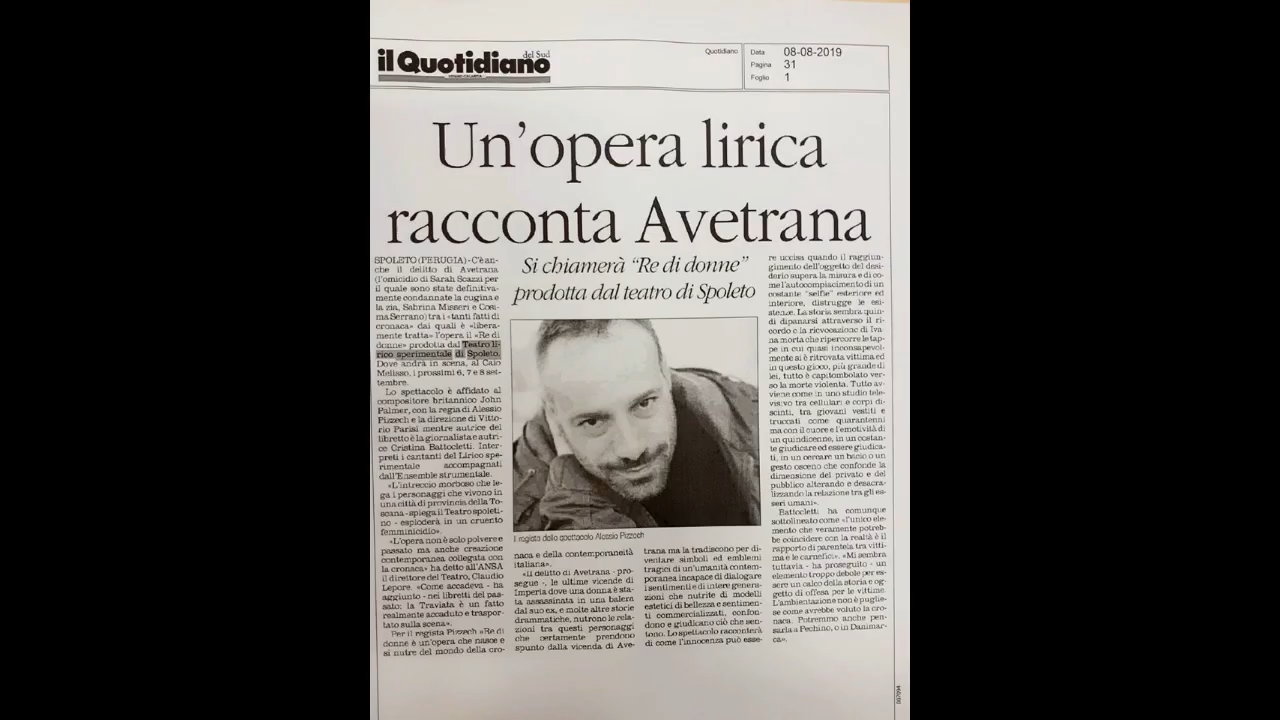 il Quotidiano
del Sud
Quotidiano
Data 08-08-2019
Pagina 31
Foglio 1
Un'opera lirica
racconta Avetrana
Si chiamerà “Re di donne”
prodotta dal teatro di Spoleto
SPOLETO (PERUGIA) - C'è an-
che il delitto di Avetrana
(l'omicidio di Sarah Scazzi per
il quale sono state definitiva-
mente condannate la cugina e
la zia, Sabrina Misseri e Cosi-
ma Serrano) tra i «tanti fatti di
cronaca» dai quali è «libera-
mente tratta» l'opera il «Re di
donne» prodotta dal Teatro li-
rico sperimentale di Spoleto.
Dove andrà in scena, al Caio
Melisso, i prossimi 6, 7 e 8 set-
tembre.
Lo spettacolo è affidato al
compositore britannico John
Palmer, con la regia di Alessio
Pizzech e la direzione di Vitto-
rio Parisi mentre autrice del
libretto è la giornalista e autri-
ce Cristina Battocletti. Inter-
preti i cantanti del Lirico spe-
rimentale accompagnati
dall'Ensemble strumentale.
«L'intreccio morboso che le-
ga i personaggi che vivono in
una città di provincia della To-
scana - spiega il Teatro spoleti-
no - esploderà in un cruento
femminicidio».
«L'opera non è solo polvere e
passato ma anche creazione
contemporanea collegata con
la cronaca» ha detto all'ANSA
il direttore del Teatro, Claudio
Lepore. «Come accadeva - ha
aggiunto - nei libretti del pas-
sato: la Traviata è un fatto
realmente accaduto e traspor-
tato sulla scena».
Per il regista Pizzech «Re di
donne è un'opera che nasce e
si nutre del mondo della cro-
Il regista dello spettacolo Alessio Pizzech
naca e della contemporaneità
italiana».
«Il delitto di Avetrana - pro-
segue -, le ultime vicende di
Imperia dove una donna è sta-
ta assassinata in una balera
dal suo ex, e molte altre storie
drammatiche, nutrono le rela-
zioni tra questi personaggi
che certamente prendono
spunto dalla vicenda di Ave-
trana ma la tradiscono per di-
ventare simboli ed emblemi
tragici di un'umanità contem-
poranea incapace di dialogare
i sentimenti e di intere genera-
zioni che nutrite di modelli
estetici di bellezza e sentimen-
ti commercializzati, confon-
dono e giudicano ciò che sen-
tono. Lo spettacolo racconterà
di come l'innocenza può esse-
re uccisa quando il raggiun-
gimento dell'oggetto del desi-
derio supera la misura e di co-
me l'autocompiacimento di un
costante “selfie” esteriore ed
interiore, distrugge le esi-
stenze. La storia sembra quin-
di dipanarsi attraverso il ri-
cordo e la rievocazione di Iva-
na morta che ripercorre le tap-
pe in cui quasi inconsapevol-
mente si è ritrovata vittima ed
in questo gioco, più grande di
lei, tutto è capitombolato ver-
so la morte violenta. Tutto av-
viene come in uno studio tele-
visivo tra cellulari e corpi di-
scinti, tra giovani vestiti e
truccati come quarantenni
ma con il cuore e l'emotività di
un quindicenne, in un costan-
te giudicare ed essere giudica-
ti, in un cercare un bacio o un
gesto osceno che confonde la
dimensione del privato e del
pubblico alterando e desacra-
lizzando la relazione tra gli es-
seri umani».
Battocletti ha comunque
sottolineato come «l'unico ele-
mento che veramente potreb-
be coincidere con la realtà è il
rapporto di parentela tra vitti-
ma e le carnefici». «Mi sembra
tuttavia - ha proseguito - un
elemento troppo debole per es-
sere un calco della storia e og-
getto di offesa per le vittime.
L'ambientazione non è puglie-
se come avrebbe voluto la cro-
naca. Potremmo anche pen-
sarla a Pechino, o in Danimar-
ca».